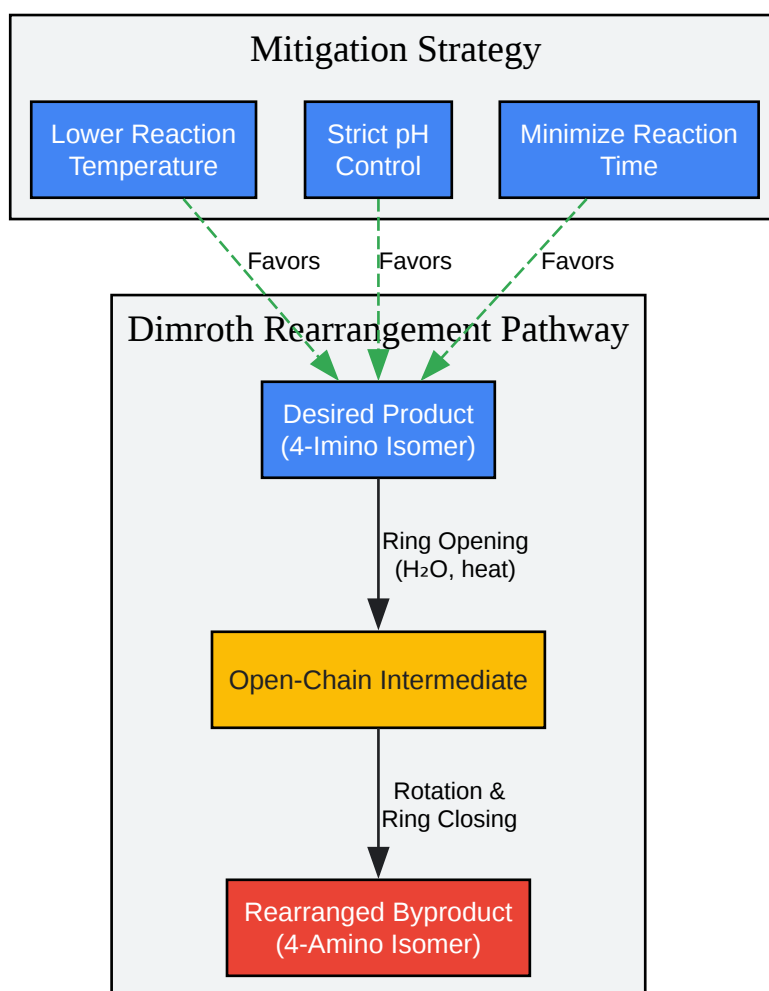 Mitigation Strategy
Lower Reaction
Temperature
Strict pH
Control
Minimize Reaction
Time
Favors
Favors
Favors
Dimroth Rearrangement Pathway
Desired Product
(4-Imino Isomer)
Ring Opening
(H₂O, heat)
Open-Chain Intermediate
Rotation &
Ring Closing
Rearranged Byproduct
(4-Amino Isomer)